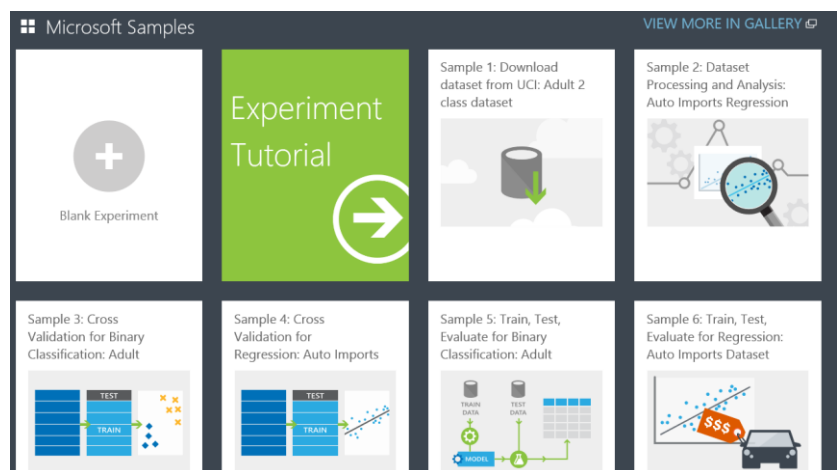 Microsoft Samples
VIEW MORE IN GALLERY
Blank Experiment
Experiment
Tutorial
Sample 1: Download
dataset from UCI: Adult 2
class dataset
Sample 2: Dataset
Processing and Analysis:
Auto Imports Regression
Sample 3: Cross
Validation for Binary
Classification: Adult
TEST
TRAIN
Sample 4: Cross
Validation for
Regression: Auto Imports
TEST
TRAIN
Sample 5: Train, Test,
Evaluate for Binary
Classification: Adult
TRAIN
DATA
TEST
DATA
MODEL
Sample 6: Train, Test,
Evaluate for Regression:
Auto Imports Dataset
$$$